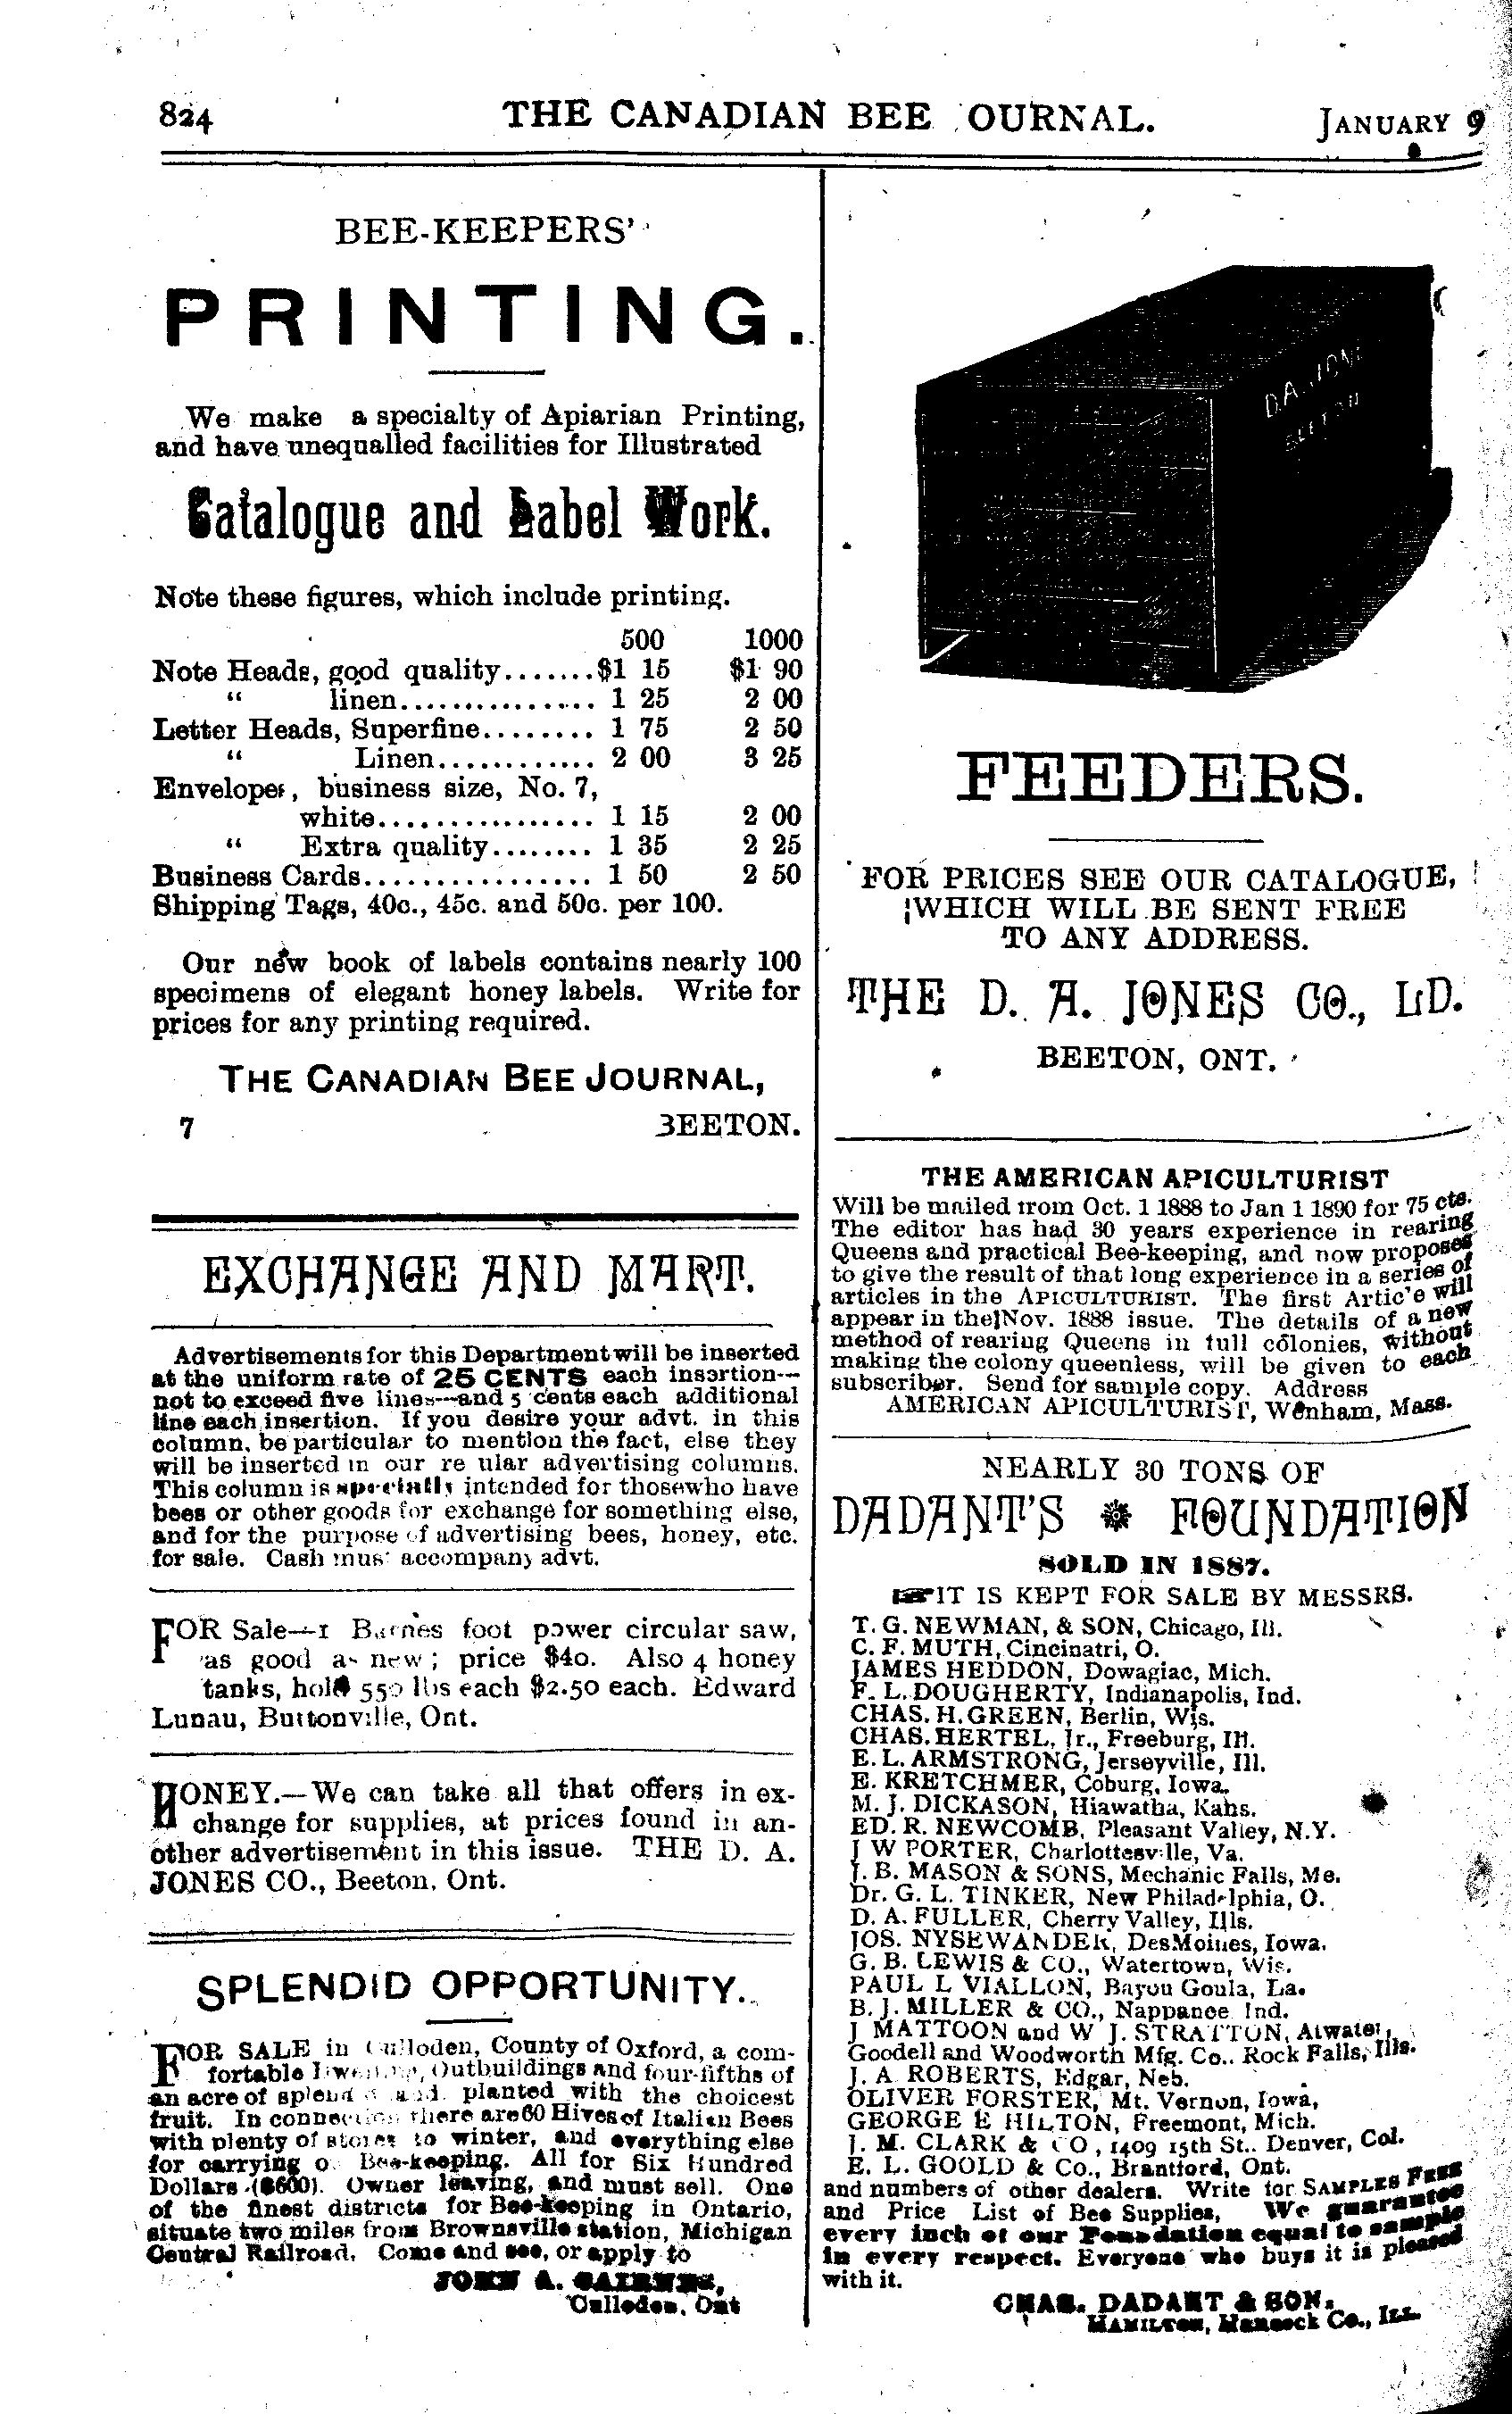 824 THE CANADIAN BEE OURNAL. JANUARY 9
BEE-KEEPERS'
PRINTING.
We make a specialty of Apiarian Printing,
and have unequalled facilities for Illustrated
Catalogue and Label Work.
Note these figures, which include printing.
500 1000
Note Heads, good quality.......$1 15 $1 90
“ linen............... 1 25 2 00
Letter Heads, Superfine........ 1 75 2 50
“ Linen............ 2 00 3 25
Envelopes, business size, No. 7,
white................ 1 15 2 00
“ Extra quality........ 1 35 2 25
Business Cards................ 1 50 2 50
Shipping Tags, 40c., 45c. and 50c. per 100.
Our new book of labels contains nearly 100
specimens of elegant honey labels. Write for
prices for any printing required.
THE CANADIAN BEE JOURNAL,
7 BEETON.
EXCHANGE AND MART.
Advertisements for this Department will be inserted
at the uniform rate of 25 CENTS each insertion—
not to exceed five lines—and 5 cents each additional
line each insertion. If you desire your advt. in this
column, be particular to mention the fact, else they
will be inserted in our re ular advertising columns.
This column is specially intended for those who have
bees or other goods for exchange for something else,
and for the purpose of advertising bees, honey, etc.
for sale. Cash must accompany advt.
FOR Sale—1 Barnes foot power circular saw,
as good as new; price $40. Also 4 honey
tanks, hold 550 lbs each $2.50 each. Edward
Lunau, Buttonville, Ont.
HONEY.—We can take all that offers in ex-
change for supplies, at prices found in an-
other advertisement in this issue. THE D. A.
JONES CO., Beeton, Ont.
SPLENDID OPPORTUNITY.
FOR SALE in Culloden, County of Oxford, a com-
fortable Dwelling, Outbuildings and four-fifths of
an acre of splendid land planted with the choicest
fruit. In connection there are 60 Hives of Italian Bees
with plenty of stores to winter, and everything else
for carrying o Bee-keeping. All for Six Hundred
Dollars ($600). Owner leaving, and must sell. One
of the finest districts for Bee-keeping in Ontario,
situate two miles from Brownsville station, Michigan
Central Railroad. Come and see, or apply to
JOHN A. CAIRNES,
Culloden, Ont
D.A. JONE
BEETON
FEEDERS.
FOR PRICES SEE OUR CATALOGUE,
WHICH WILL BE SENT FREE
TO ANY ADDRESS.
THE D. A. JONES CO., LD.
BEETON, ONT.
THE AMERICAN APICULTURIST
Will be mailed from Oct. 1 1888 to Jan 1 1890 for 75 cts.
The editor has had 30 years experience in rearing
Queens and practical Bee-keeping, and now proposes
to give the result of that long experience in a series of
articles in the APICULTURIST. The first Artic'e will
appear in the Nov. 1888 issue. The details of a new
method of rearing Queens in full colonies, without
making the colony queenless, will be given to each
subscriber. Send for sample copy. Address
AMERICAN APICULTURIST, Wenham, Mass.
NEARLY 30 TONS OF
DADANT'S FOUNDATION
SOLD IN 1887.
☞IT IS KEPT FOR SALE BY MESSRS.
T. G. NEWMAN, & SON, Chicago, Ill.
C. F. MUTH, Cincinatri, O.
JAMES HEDDON, Dowagiac, Mich.
F. L. DOUGHERTY, Indianapolis, Ind.
CHAS. H. GREEN, Berlin, Wis.
CHAS. HERTEL, Jr., Freeburg, Ill.
E. L. ARMSTRONG, Jerseyville, Ill.
E. KRETCHMER, Coburg, Iowa.
M. J. DICKASON, Hiawatha, Kans.
ED. R. NEWCOMB, Pleasant Valley, N.Y.
J W PORTER, Charlottesville, Va.
J. B. MASON & SONS, Mechanic Falls, Me.
Dr. G. L. TINKER, New Philadelphia, O.
D. A. FULLER, Cherry Valley, Ills.
JOS. NYSEWANDER, DesMoines, Iowa.
G. B. LEWIS & CO., Watertown, Wis.
PAUL L VIALLON, Bayou Goula, La.
B. J. MILLER & CO., Nappanee Ind.
J MATTOON and W J. STRATTON, Atwater,
Goodell and Woodworth Mfg. Co.. Rock Falls, Ills.
J. A ROBERTS, Edgar, Neb.
OLIVER FORSTER, Mt. Vernon, Iowa,
GEORGE E HILTON, Freemont, Mich.
J. M. CLARK & CO, 1409 15th St.. Denver, Col.
E. L. GOOLD & Co., Brantford, Ont.
and numbers of other dealers. Write for SAMPLES FREE
and Price List of Bee Supplies, We guarantee
every inch of our Foundation equal to sample
in every respect. Everyone who buys it is pleased
with it.
CHAS. DADANT & SON.
HAMILTON, Hancock Co., ILL.